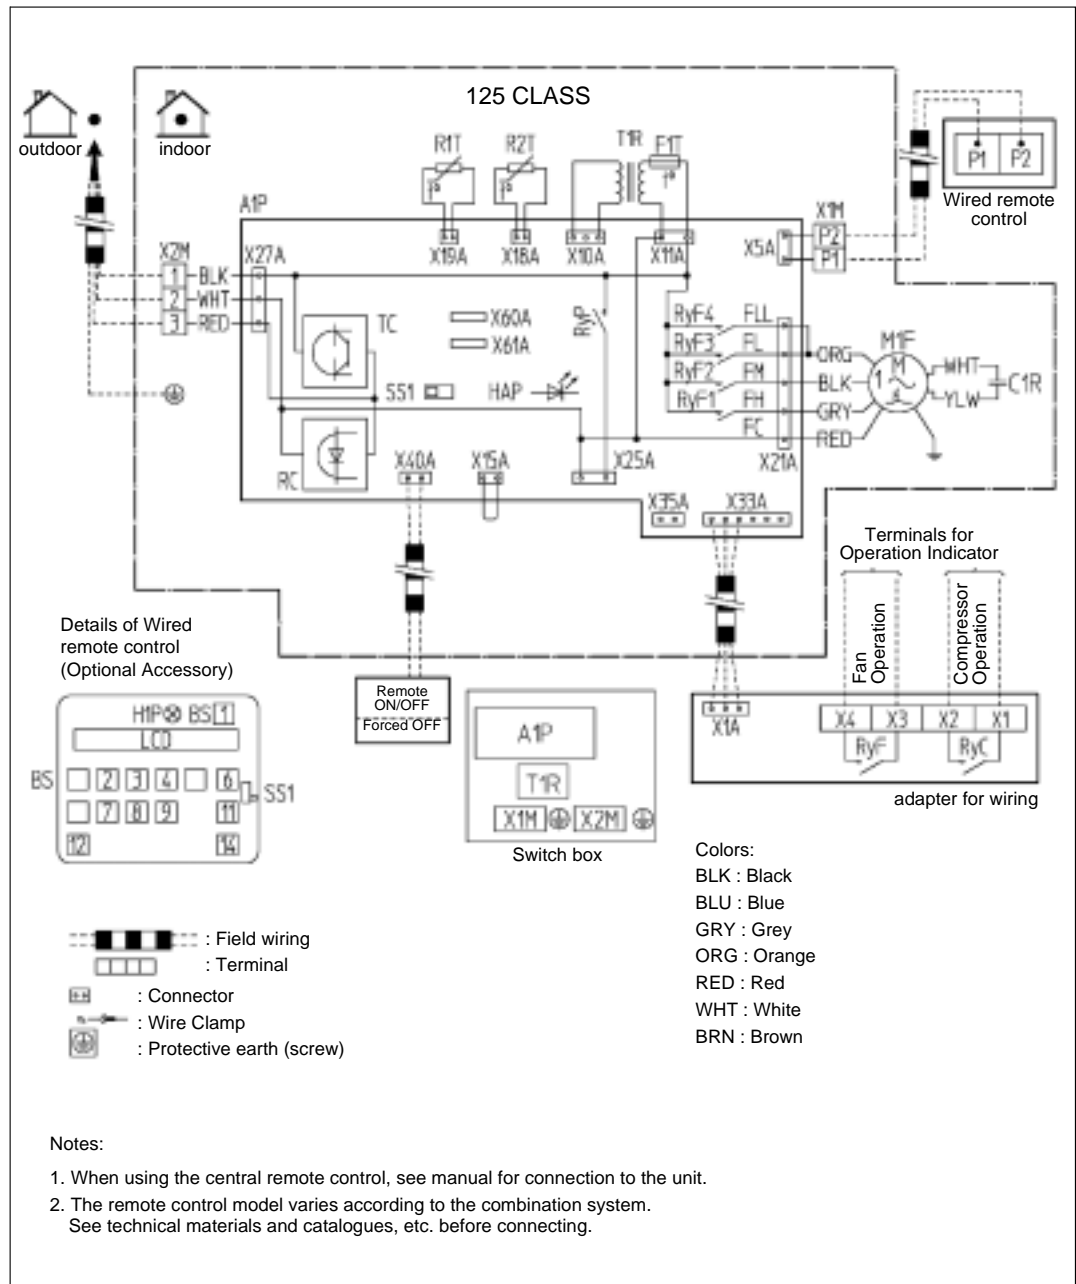 125 CLASS
outdoor
indoor
R1T
R2T
T1R
F1T
P1 P2
Wired remote
control
A1P
X1M
P2
P1
X5A
X19A
X18A
X10A
X11A
X2M
X27A
1 BLK
2 WHT
3 RED
TC
X60A
X61A
RyP
RyF4 FLL
RyF3 FL
RyF2 FM
RyF1 FH
FC
ORG
BLK
GRY
RED
M1F
M
1
WHT
YLW
C1R
SS1
HAP
RC
X40A
X15A
X25A
X21A
X35A
X33A
Terminals for
Operation Indicator
Fan
Operation
Compressor
Operation
Details of Wired
remote control
(Optional Accessory)
H1P BS 1
LCD
BS
2 3 4 6
SS1
7 8 9 11
12 14
Remote
ON/OFF
Forced OFF
A1P
T1R
X1M X2M
Switch box
X1A
X4 X3 X2 X1
RyF RyC
adapter for wiring
Colors:
BLK : Black
BLU : Blue
GRY : Grey
ORG : Orange
RED : Red
WHT : White
BRN : Brown
: Field wiring
: Terminal
: Connector
: Wire Clamp
: Protective earth (screw)
Notes:
1. When using the central remote control, see manual for connection to the unit.
2. The remote control model varies according to the combination system.
See technical materials and catalogues, etc. before connecting.